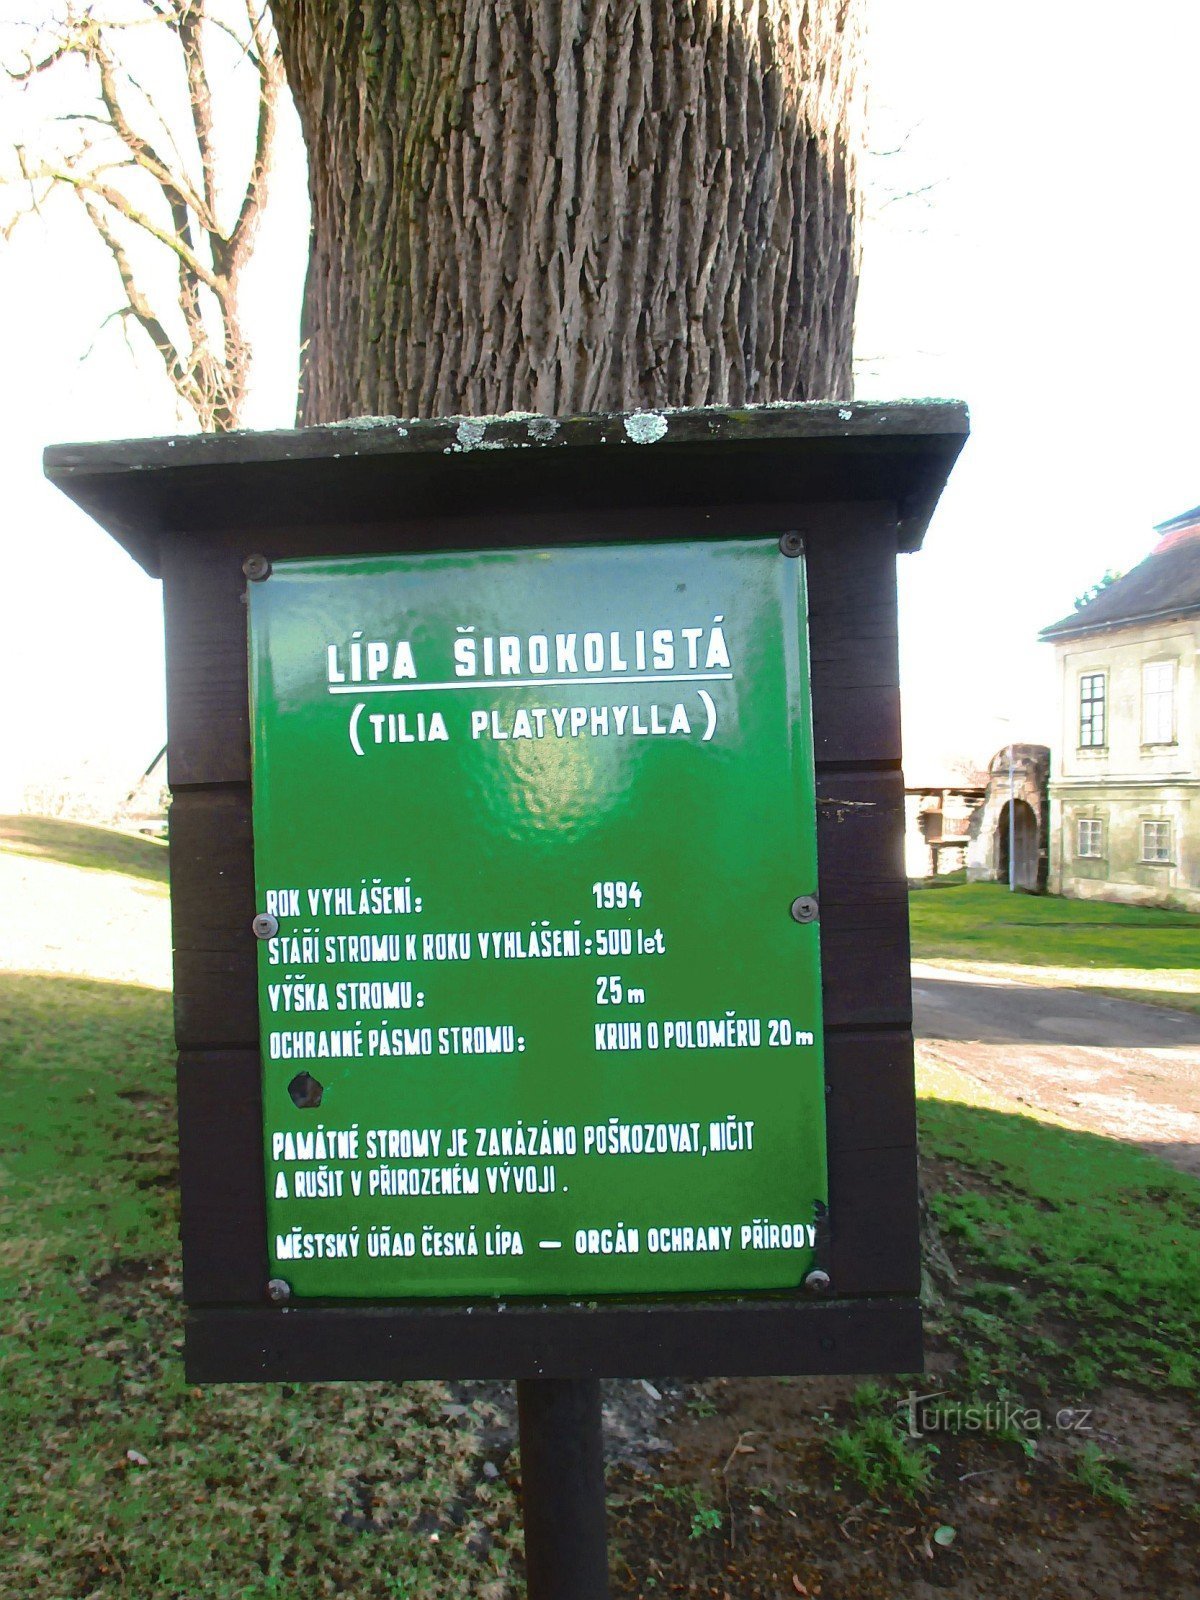 LÍPA ŠIROKOLISTÁ
(TILIA PLATYPHYLLA)
ROK VYHLÁŠENÍ: 1994
STÁŘÍ STROMU K ROKU VYHLÁŠENÍ: 500 let
VÝŠKA STROMU: 25 m
OCHRANNÉ PÁSMO STROMU: KRUH O POLOMĚRU 20 m
PAMÁTNÉ STROMY JE ZAKÁZÁNO POŠKOZOVAT, NIČIT
A RUŠIT V PŘIROZENÉM VÝVOJI.
MĚSTSKÝ ÚŘAD ČESKÁ LÍPA — ORGÁN OCHRANY PŘÍRODY
Turistika.cz